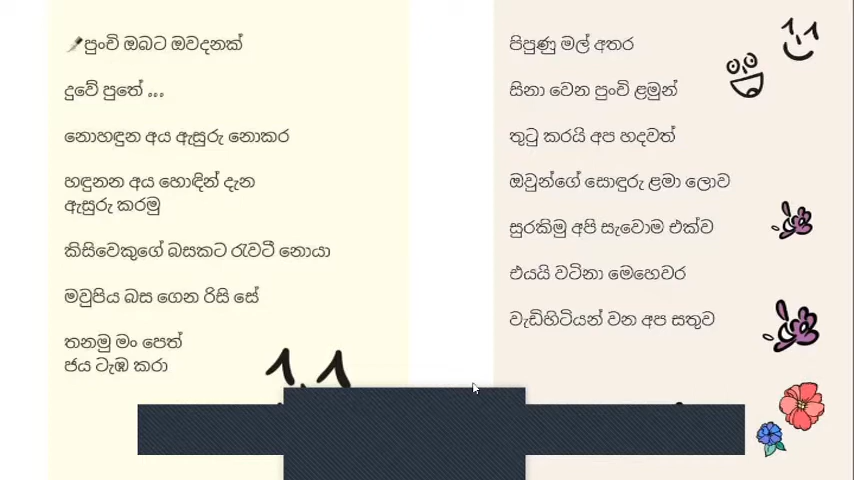 පුංචි ඔබට ඔවදනක්
දුවේ පුතේ ...
නොහඳුන අය ඇසුරු නොකර
හඳුනන අය හොඳින් දැන
ඇසුරු කරමු
කිසිවෙකුගේ බසකට රැවටී නොයා
මවුපිය බස ගෙන රිසි සේ
තනමු මං පෙත්
ජය ටැඹ කරා
පිපුණු මල් අතර
සිනා වෙන පුංචි ළමුන්
තුටු කරයි අප හදවත්
ඔවුන්ගේ සොඳුරු ළමා ලොව
සුරකිමු අපි සැවොම එක්ව
එයයි වටිනා මෙහෙවර
වැඩිහිටියන් වන අප සතුව